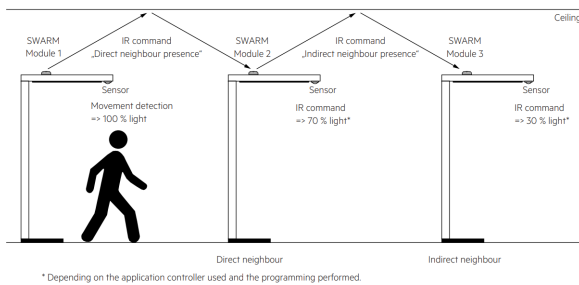 Ceiling
SWARM
Module 1
IR command
„Direct neighbour presence“
SWARM
Module 2
IR command
„Indirect neighbour presence“
SWARM
Module 3
Sensor
Movement detection
=> 100 % light
Sensor
IR command
=> 70 % light*
Sensor
IR command
=> 30 % light*
Direct neighbour
Indirect neighbour
* Depending on the application controller used and the programming performed.